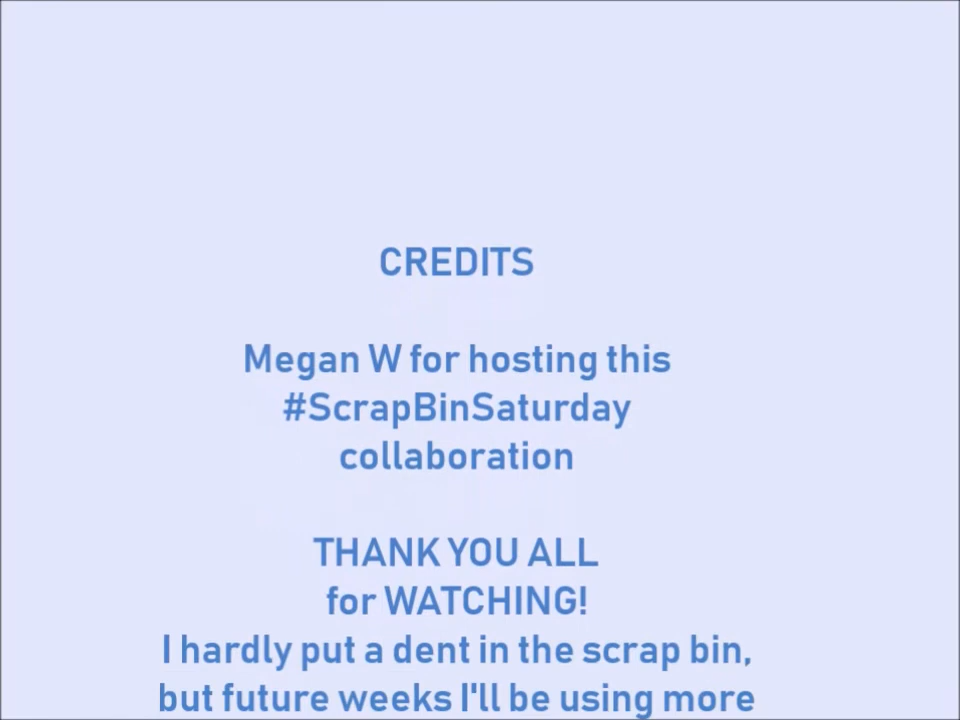 CREDITS
Megan W for hosting this
#ScrapBinSaturday
collaboration
THANK YOU ALL
for WATCHING!
I hardly put a dent in the scrap bin,
but future weeks I'll be using more